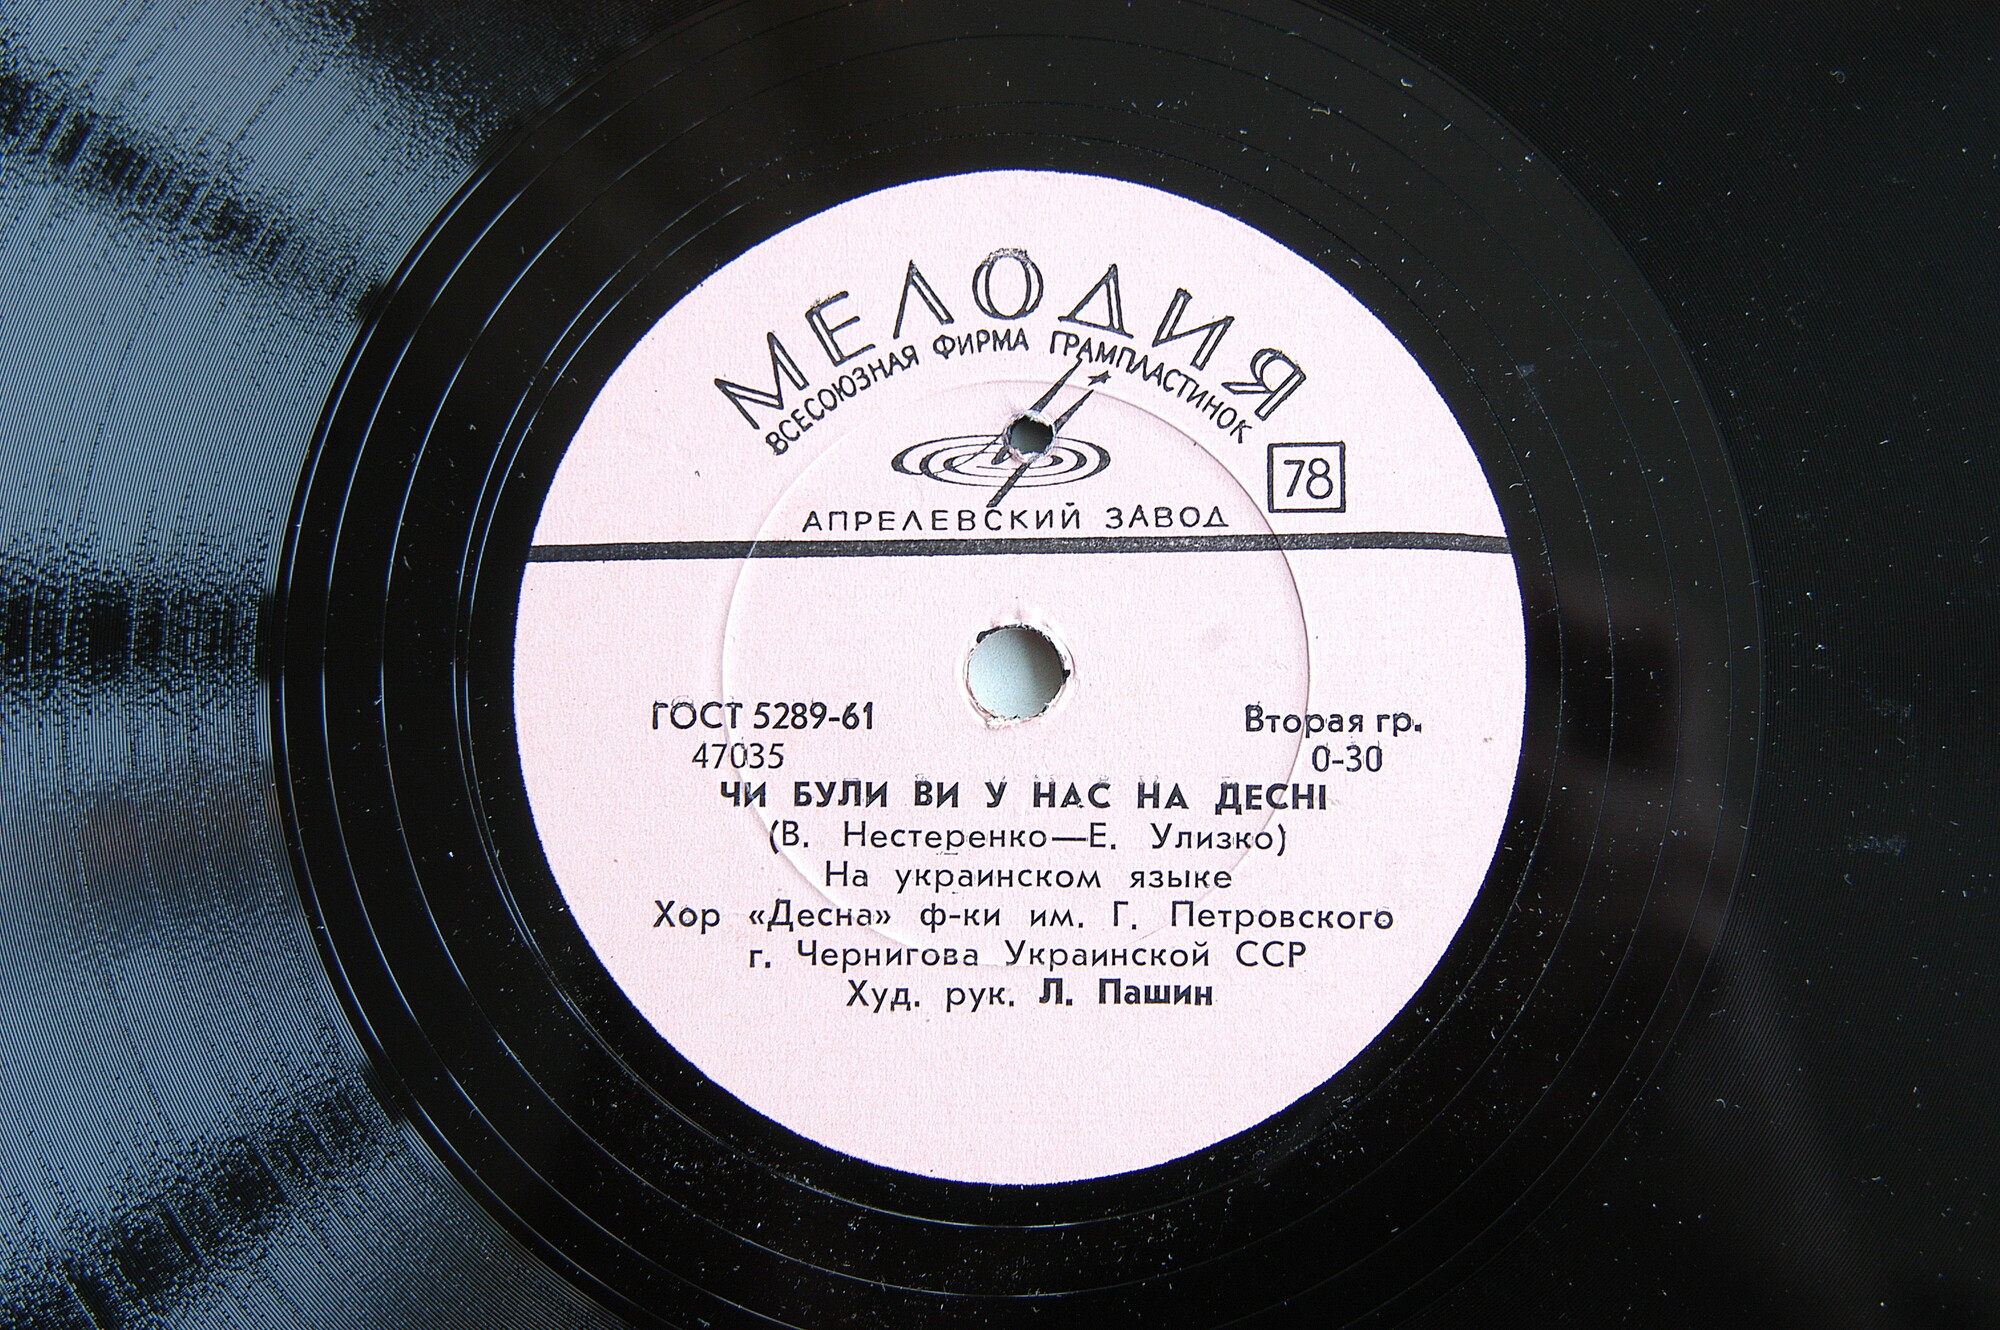 МЕЛОДИЯ
ВСЕСОЮЗНАЯ ФИРМА ГРАМПЛАСТИНОК
78
АПРЕЛЕВСКИЙ ЗАВОД
ГОСТ 5289-61 Вторая гр.
47035 0-30
ЧИ БУЛИ ВИ У НАС НА ДЕСНІ
(В. Нестеренко—Е. Улизко)
На украинском языке
Хор «Десна» ф-ки им. Г. Петровского
г. Чернигова Украинской ССР
Худ. рук. Л. Пашин